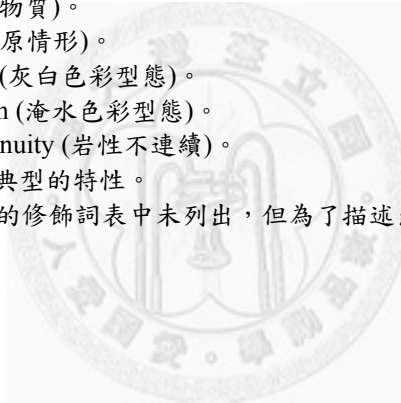 物質)。
原情形)。
(灰白色彩型態)。
n (淹水色彩型態)。
nuity (岩性不連續)。
典型的特性。
的修飾詞表中未列出，但為了描述